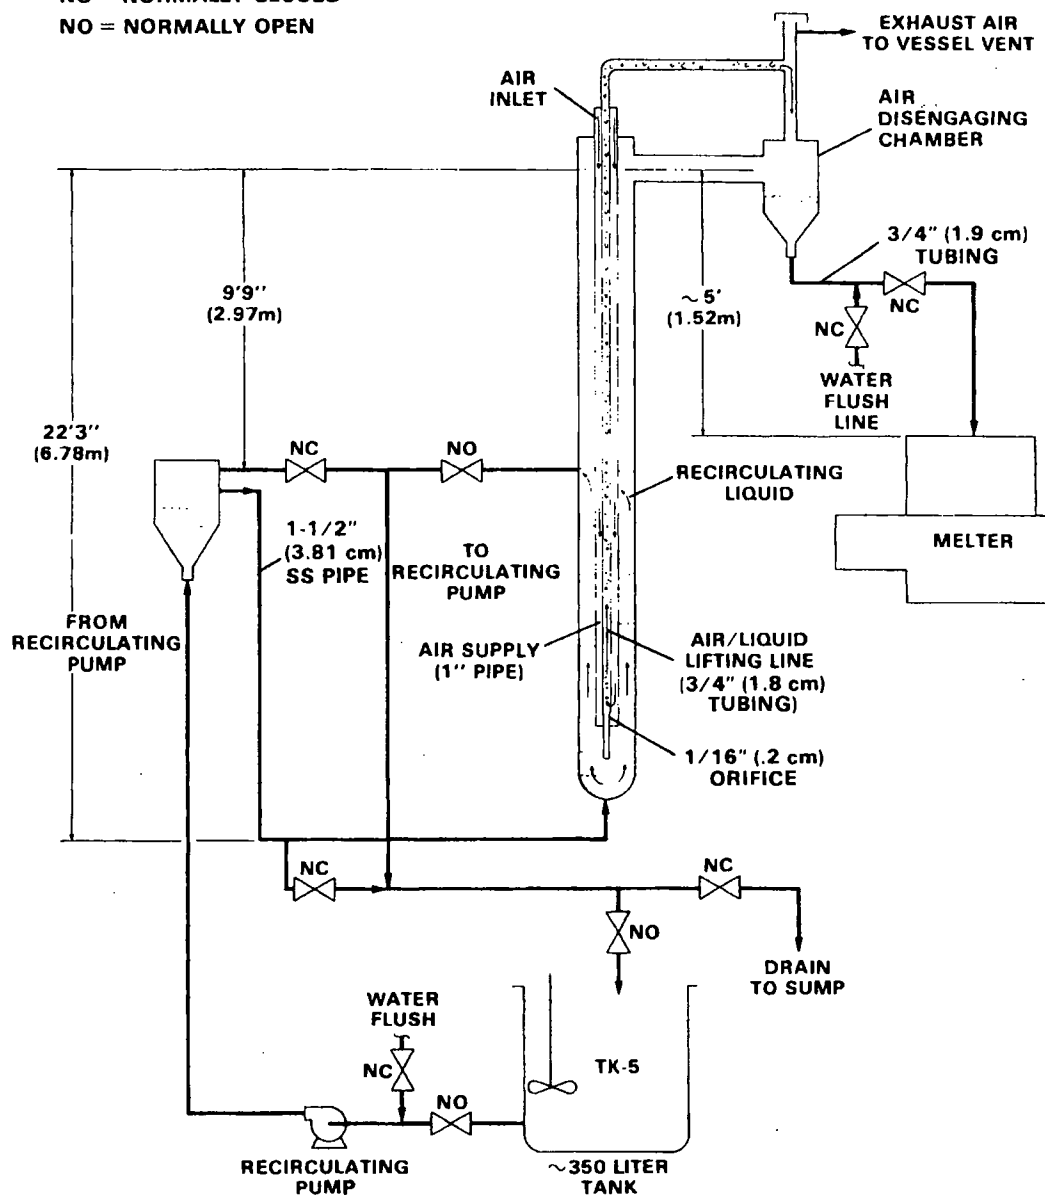 NO = NORMALLY OPEN
EXHAUST AIR
TO VESSEL VENT
AIR
INLET
AIR
DISENGAGING
CHAMBER
3/4" (1.9 cm)
TUBING
9'9"
(2.97m)
~5'
(1.52m)
NC
NC
WATER
FLUSH
LINE
22'3"
(6.78m)
NC
NO
RECIRCULATING
LIQUID
1-1/2"
(3.81 cm)
SS PIPE
TO
RECIRCULATING
PUMP
MELTER
FROM
RECIRCULATING
PUMP
AIR SUPPLY
(1" PIPE)
AIR/LIQUID
LIFTING LINE
(3/4" (1.8 cm)
TUBING)
1/16" (.2 cm)
ORIFICE
NC
NC
NO
DRAIN
TO SUMP
WATER
FLUSH
NC
TK-5
NO
RECIRCULATING
PUMP
~350 LITER
TANK